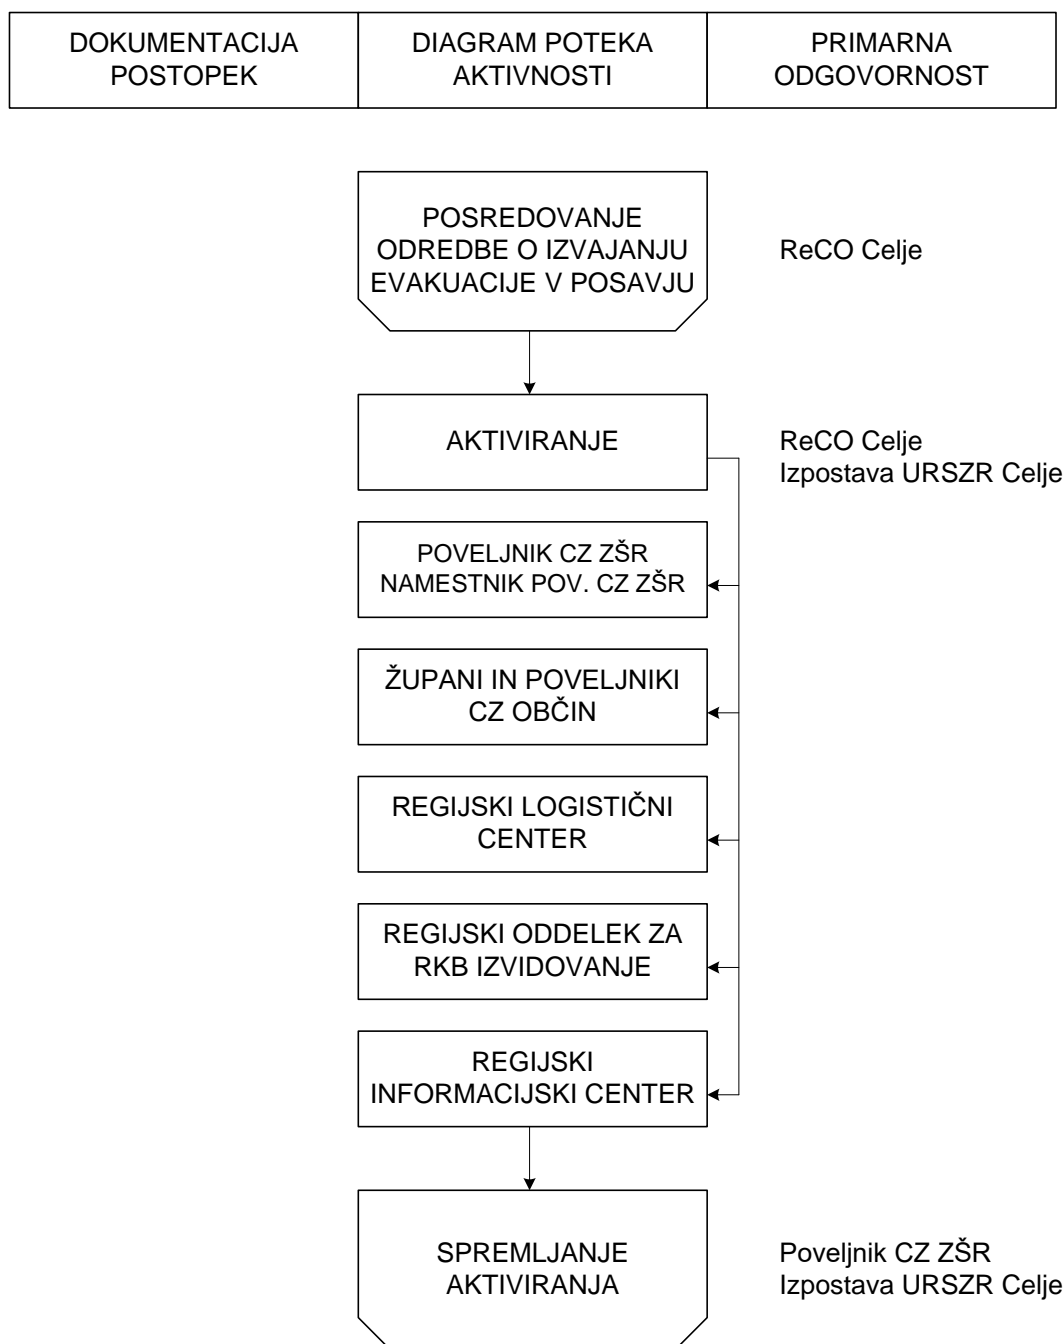 DOKUMENTACIJA
POSTOPEK
DIAGRAM POTEKA
AKTIVNOSTI
PRIMARNA
ODGOVORNOST
POSREDOVANJE
ODREDBE O IZVAJANJU
EVAKUACIJE V POSAVJU
ReCO Celje
AKTIVIRANJE
ReCO Celje
Izpostava URSZR Celje
POVELJNIK CZ ZŠR
NAMESTNIK POV. CZ ZŠR
ŽUPANI IN POVELJNIKI
CZ OBČIN
REGIJSKI LOGISTIČNI
CENTER
REGIJSKI ODDELEK ZA
RKB IZVIDOVANJE
REGIJSKI
INFORMACIJSKI CENTER
SPREMLJANJE
AKTIVIRANJA
Poveljnik CZ ZŠR
Izpostava URSZR Celje